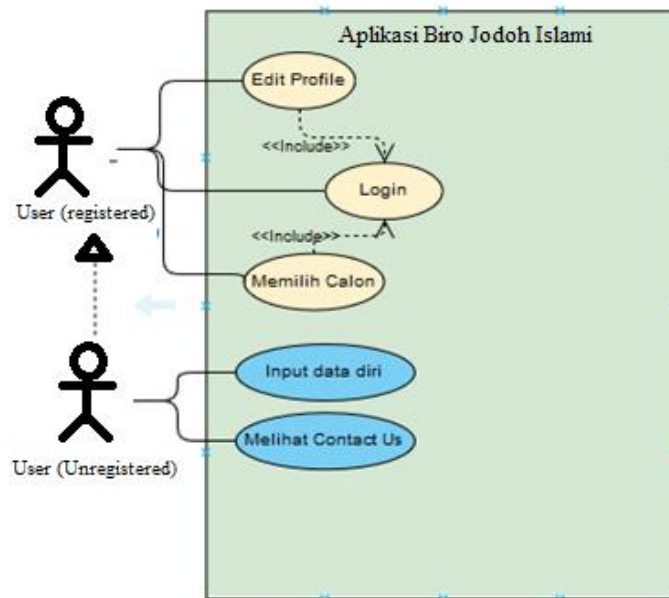 Aplikasi Biro Jodoh Islami
Edit Profile
<<Include>>
Login
User (registered)
<<Include>>
Memilih Calon
Input data diri
Melihat Contact Us
User (Unregistered)